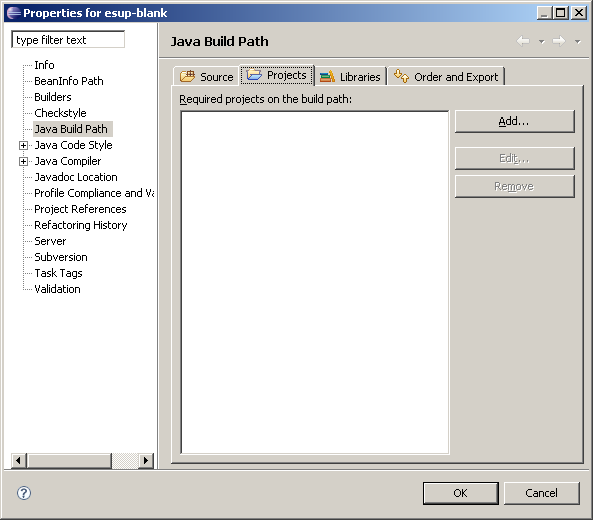 Properties for esup-blank
type filter text
Java Build Path
Info
BeanInfo Path
Builders
Checkstyle
Java Build Path
Java Code Style
Java Compiler
Javadoc Location
Profile Compliance and Va
Project References
Refactoring History
Server
Subversion
Task Tags
Validation
Source Projects Libraries Order and Export
Required projects on the build path:
Add...
Edit...
Remove
?
OK Cancel